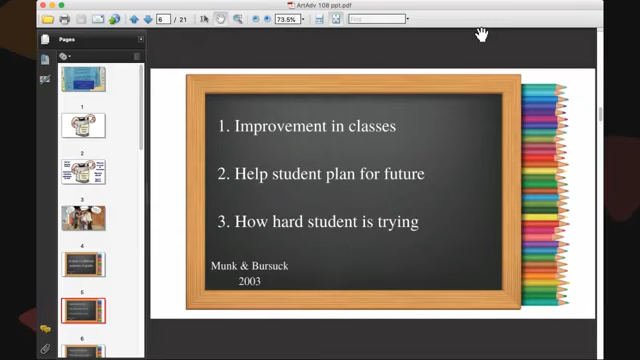 ArtAdv 108 ppt.pdf
6 / 21
73.5%
Find
Pages
1
2
3
4
5
6
1. Improvement in classes
2. Help student plan for future
3. How hard student is trying
Munk & Bursuck
2003